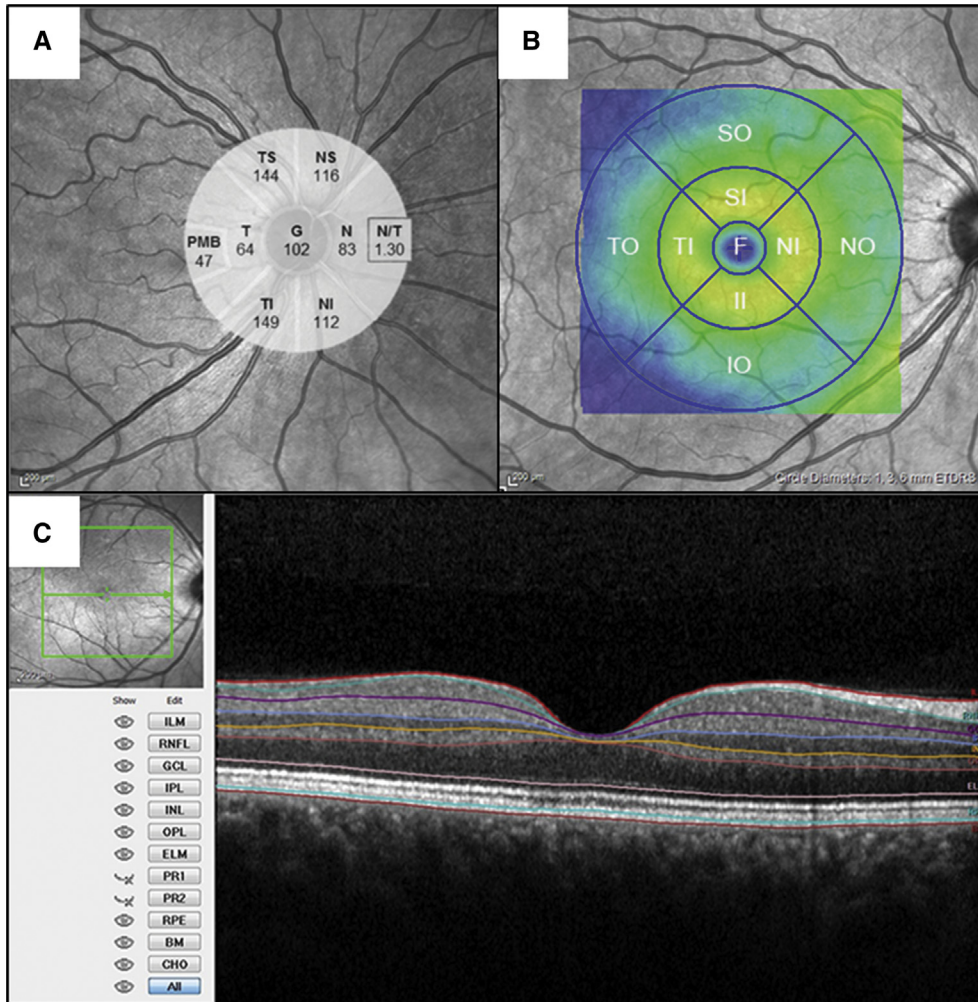 A
TS NS
144 116
PMB T G N N/T
47 64 102 83 1.30
TI NI
149 112
200 µm
B
SO
SI
TO TI F NI NO
II
IO
200 µm
Circle Diameters: 1, 3, 6 mm ETDRS
C
200 µm
Show Edit
ILM
RNFL
GCL
IPL
INL
OPL
ELM
PR1
PR2
RPE
BM
CHO
All